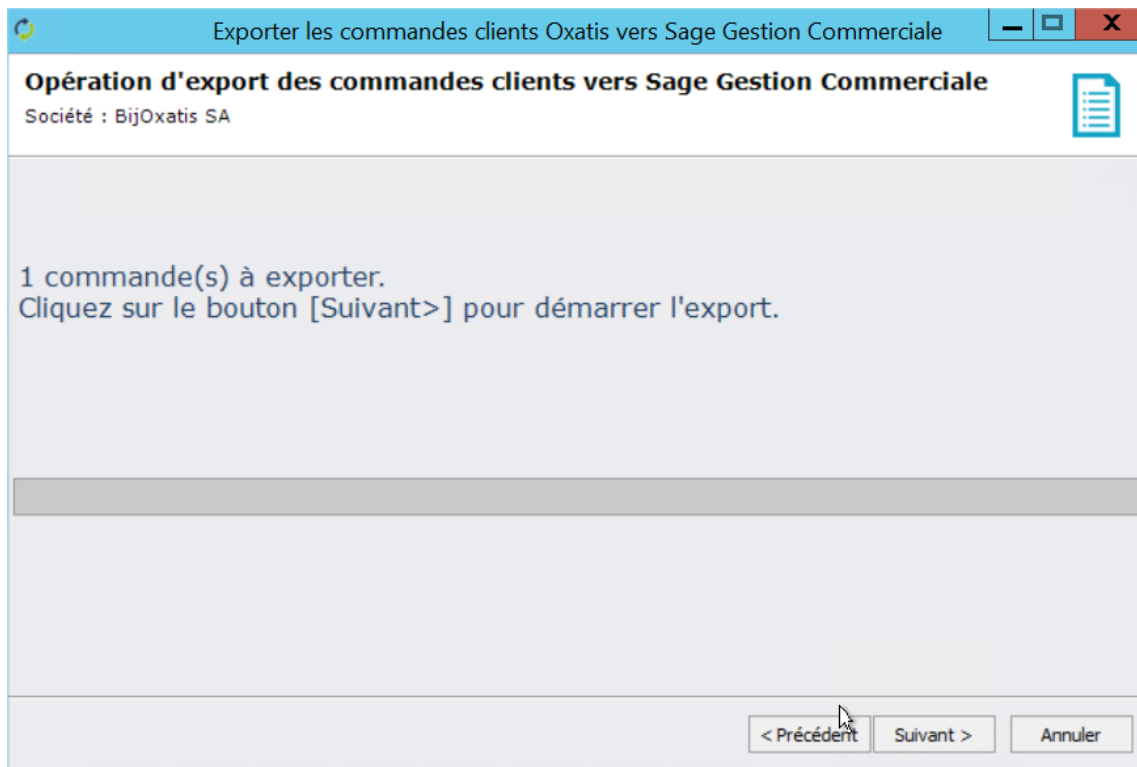 Exporter les commandes clients Oxatis vers Sage Gestion Commerciale
Opération d'export des commandes clients vers Sage Gestion Commerciale
Société : BijOxatis SA
1 commande(s) à exporter.
Cliquez sur le bouton [Suivant>] pour démarrer l'export.
< Précédent Suivant > Annuler